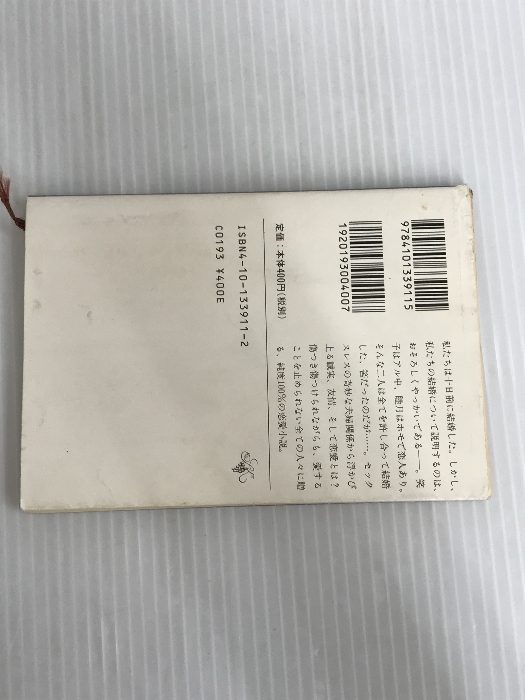 9784101339115
1920193004007
私たちは十日前に結婚した。しかし、
私たちの結婚について説明するのは、
おそろしくやっかいである――。笑
子はアル中、睦月はホモで恋人あり。
そんな二人は全てを許し合って結婚
した、筈だったのだが……。セック
スレスの奇妙な夫婦関係から浮かび
上る誠実、友情、そして恋愛とは？
傷つき傷つけられながらも、愛する
ことを止められない全ての人々に贈
る、純度100%の恋愛小説。
定価：本体400円(税別)
ISBN4-10-133911-2
C0193 ¥400E